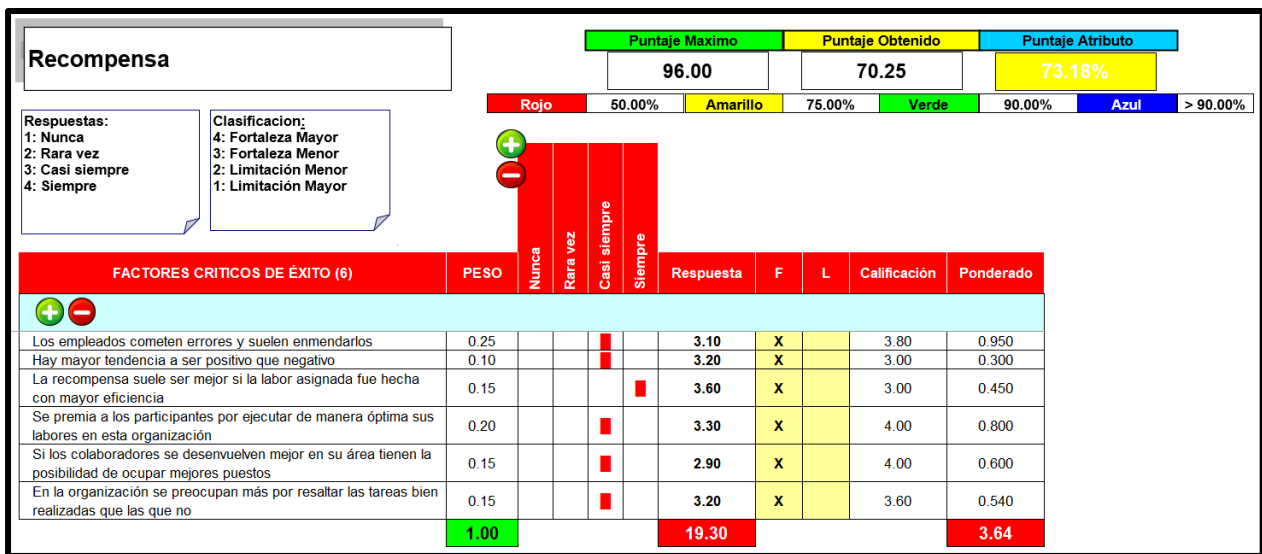 Recompensa
Puntaje Maximo Puntaje Obtenido Puntaje Atributo
96.00 70.25 73.18%
Rojo 50.00% Amarillo 75.00% Verde 90.00% Azul > 90.00%
Respuestas:
1: Nunca
2: Rara vez
3: Casi siempre
4: Siempre
Clasificacion:
4: Fortaleza Mayor
3: Fortaleza Menor
2: Limitación Menor
1: Limitación Mayor
FACTORES CRITICOS DE ÉXITO (6) PESO Nunca Rara vez Casi siempre Siempre Respuesta F L Calificación Ponderado
Los empleados cometen errores y suelen enmendarlos 0.25 3.10 X 3.80 0.950
Hay mayor tendencia a ser positivo que negativo 0.10 3.20 X 3.00 0.300
La recompensa suele ser mejor si la labor asignada fue hecha
con mayor eficiencia 0.15 3.60 X 3.00 0.450
Se premia a los participantes por ejecutar de manera óptima sus
labores en esta organización 0.20 3.30 X 4.00 0.800
Si los colaboradores se desenvuelven mejor en su área tienen la
posibilidad de ocupar mejores puestos 0.15 2.90 X 4.00 0.600
En la organización se preocupan más por resaltar las tareas bien
realizadas que las que no 0.15 3.20 X 3.60 0.540
1.00 19.30 3.64